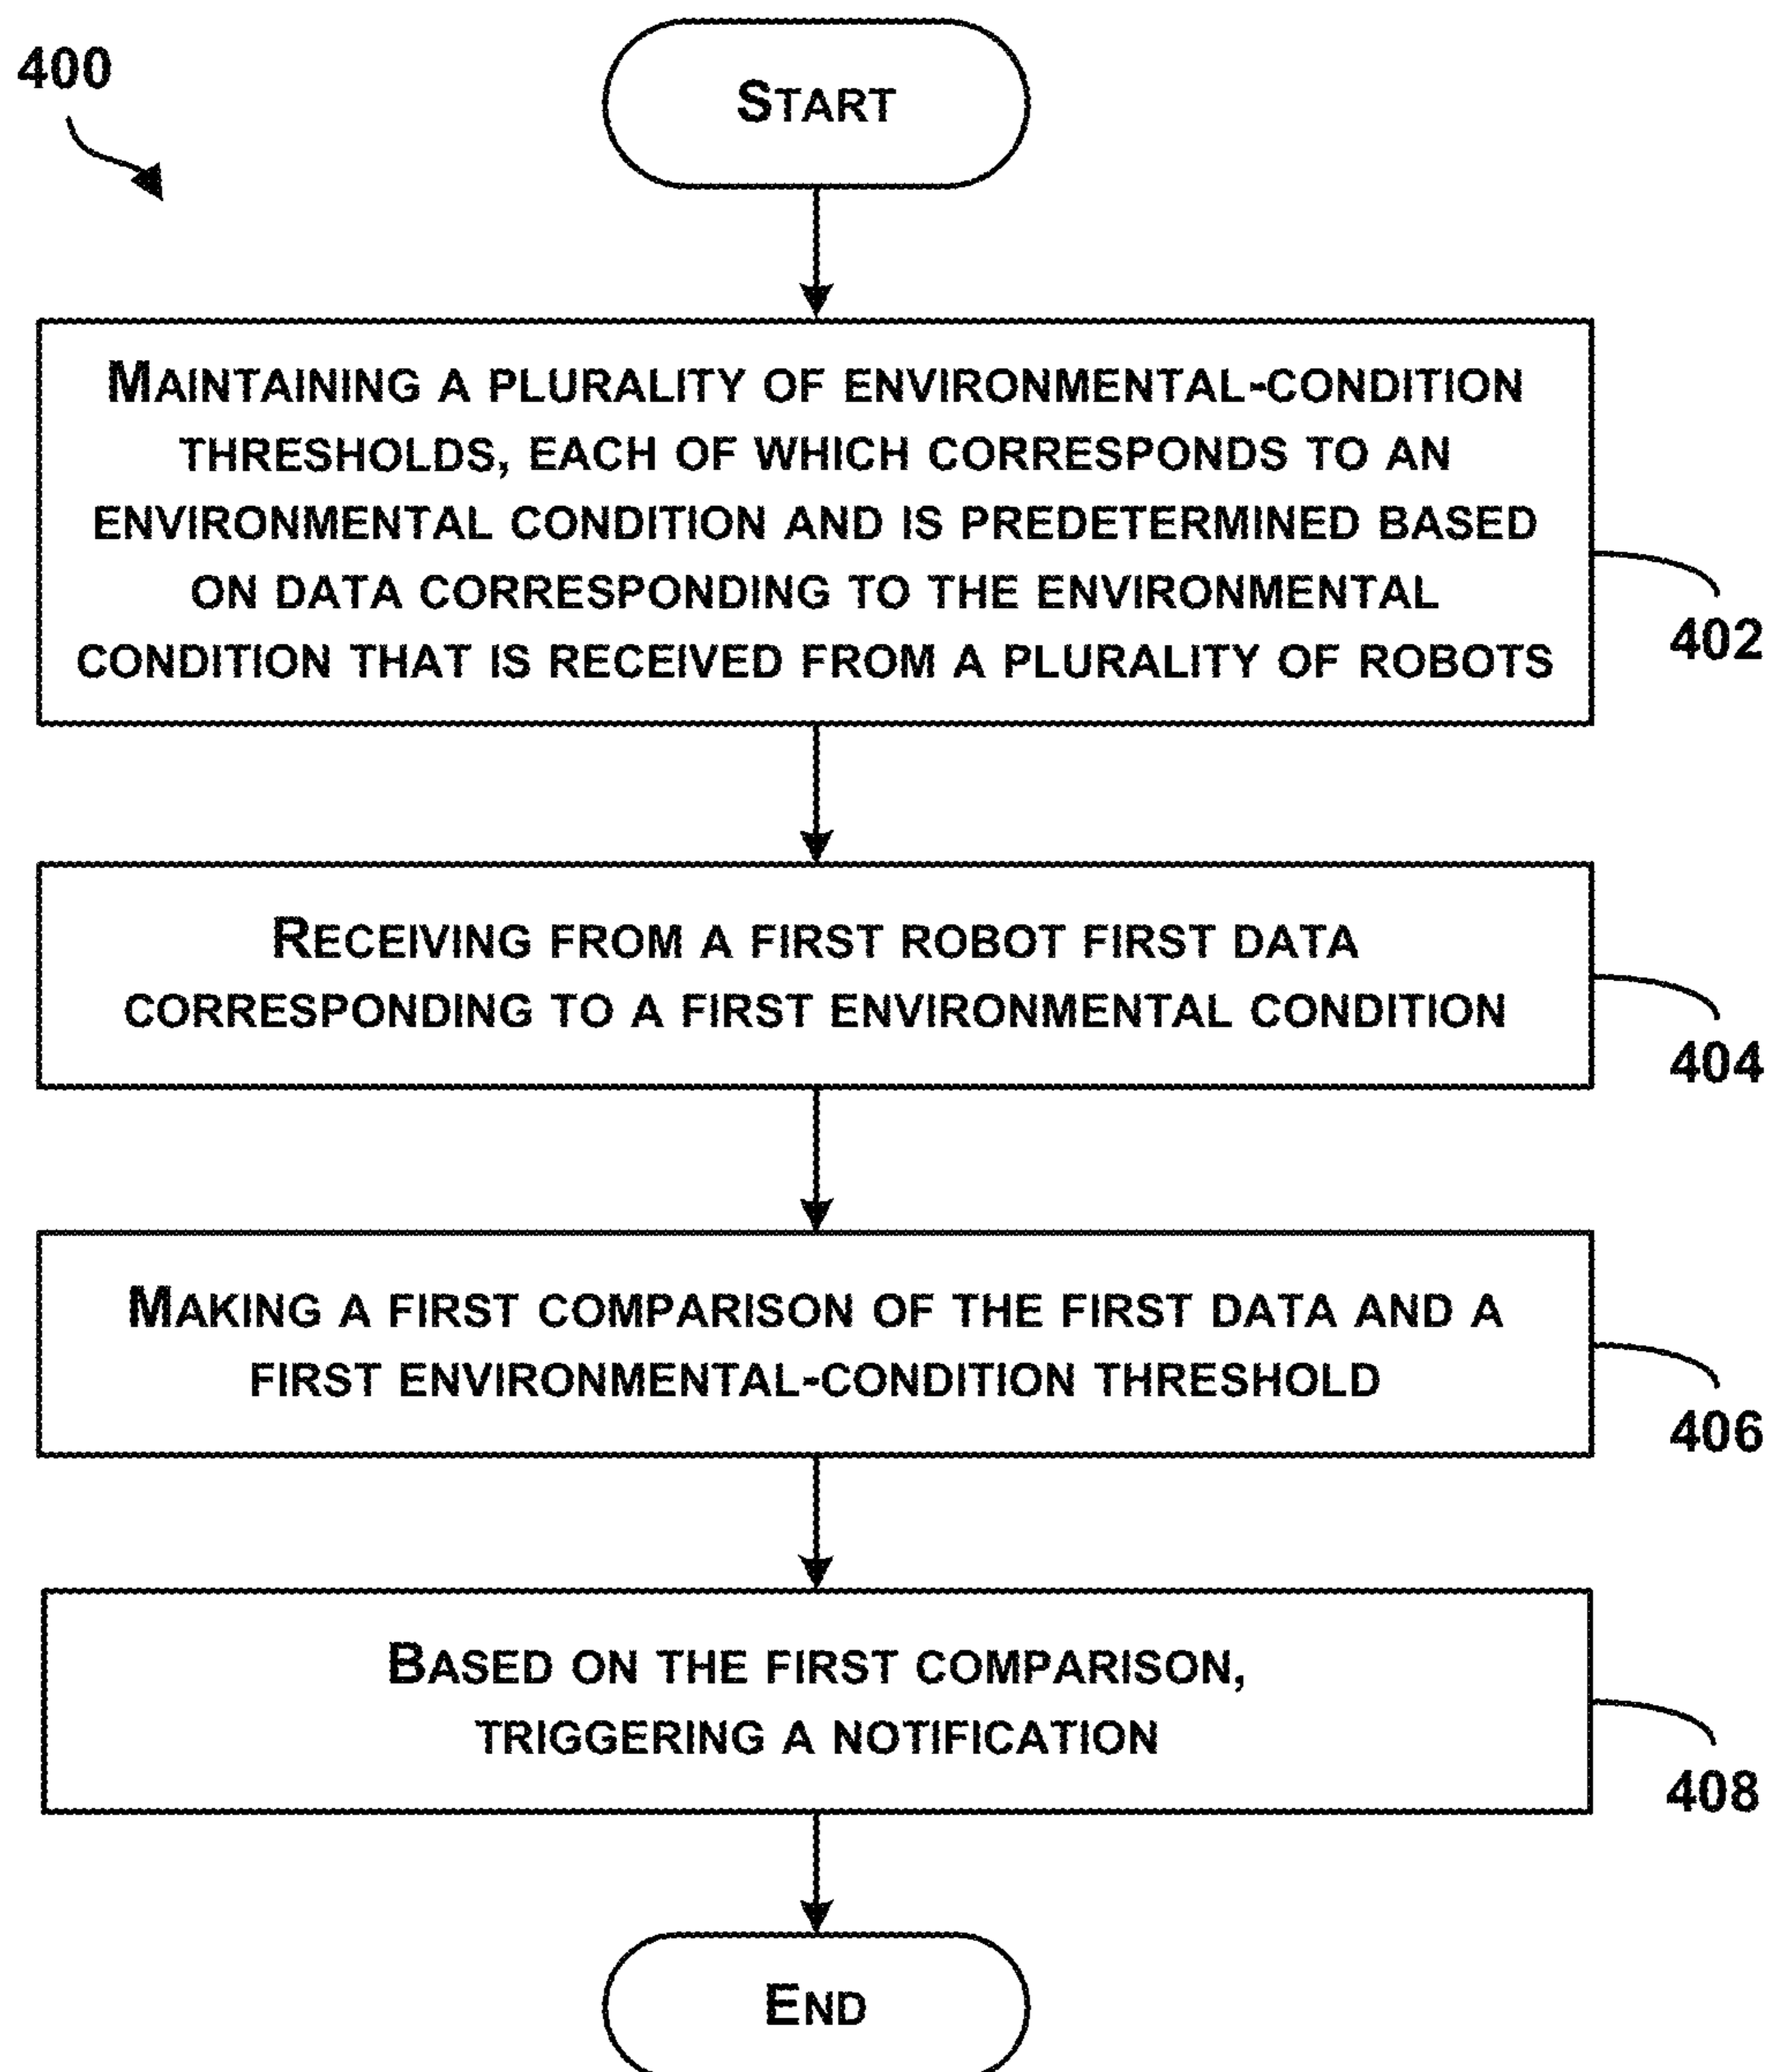 400
START
MAINTAINING A PLURALITY OF ENVIRONMENTAL-CONDITION
THRESHOLDS, EACH OF WHICH CORRESPONDS TO AN
ENVIRONMENTAL CONDITION AND IS PREDETERMINED BASED
ON DATA CORRESPONDING TO THE ENVIRONMENTAL
CONDITION THAT IS RECEIVED FROM A PLURALITY OF ROBOTS
402
RECEIVING FROM A FIRST ROBOT FIRST DATA
CORRESPONDING TO A FIRST ENVIRONMENTAL CONDITION
404
MAKING A FIRST COMPARISON OF THE FIRST DATA AND A
FIRST ENVIRONMENTAL-CONDITION THRESHOLD
406
BASED ON THE FIRST COMPARISON,
TRIGGERING A NOTIFICATION
408
END